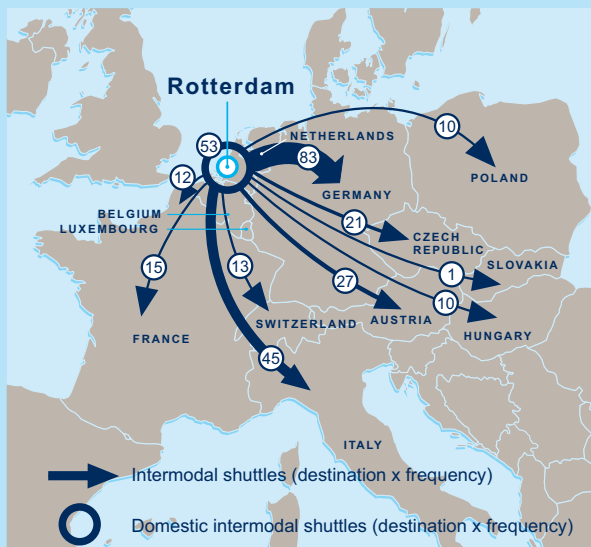 Rotterdam
53
NETHERLANDS
10
83
12
POLAND
GERMANY
BELGIUM
LUXEMBOURG
21
CZECH
REPUBLIC
SLOVAKIA
15
13
27
1
10
SWITZERLAND
AUSTRIA
HUNGARY
FRANCE
45
ITALY
Intermodal shuttles (destination x frequency)
Domestic intermodal shuttles (destination x frequency)